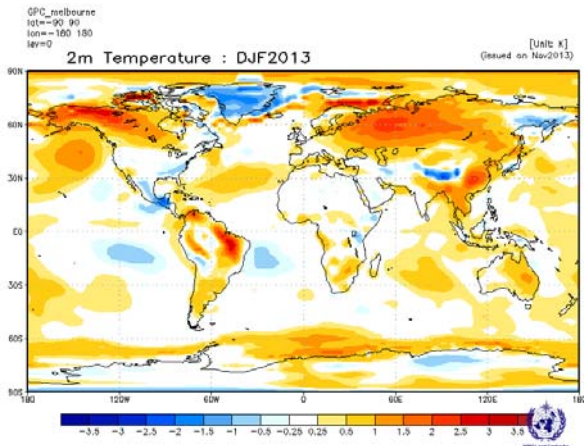 GPC_melbourne
lat=-90 90
lon=-180 180
lev=0
[Unit: K]
2m Temperature : DJF2013
(issued on Nov2013)
90N
60N
30N
EQ
30S
60S
90S
180 120W 60W 0 60E 120E 180
-3.5 -3 -2.5 -2 -1.5 -1 -0.5 -0.25 0.25 0.5 1 1.5 2 2.5 3 3.5